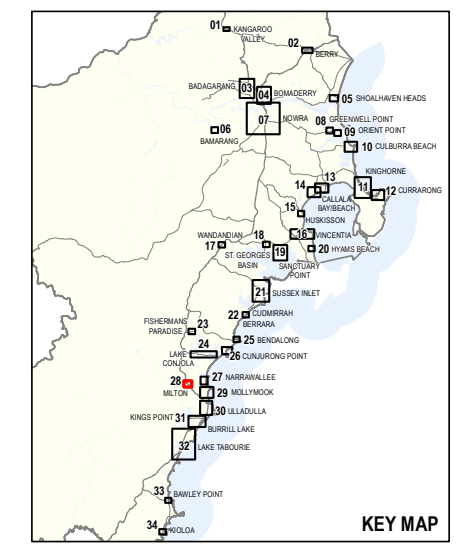 01
KANGAROO
VALLEY
02
BERRY
BADAGARANG
03
04
BOMADERRY
05
SHOALHAVEN HEADS
06
BAMARANG
07
NOWRA
08
GREENWELL POINT
09
ORIENT POINT
10
CULBURRA BEACH
KINGHORNE
11
12
CURRARONG
13
14
CALLALA
BAY/BEACH
15
HUSKISSON
16
VINCENTIA
WANDANDIAN
17
18
ST. GEORGES
BASIN
19
SANCTUARY
POINT
20
HYAMS BEACH
21
SUSSEX INLET
22
CUDMIRRAH
BERRARA
FISHERMANS
PARADISE
23
24
LAKE
CONJOLA
25
BENDALONG
26
CUNJURONG POINT
27
NARRAWALLEE
28
MILTON
29
MOLLYMOOK
30
ULLADULLA
KINGS POINT
31
BURRILL LAKE
32
LAKE TABOURIE
33
BAWLEY POINT
34
KIOLOA
KEY MAP